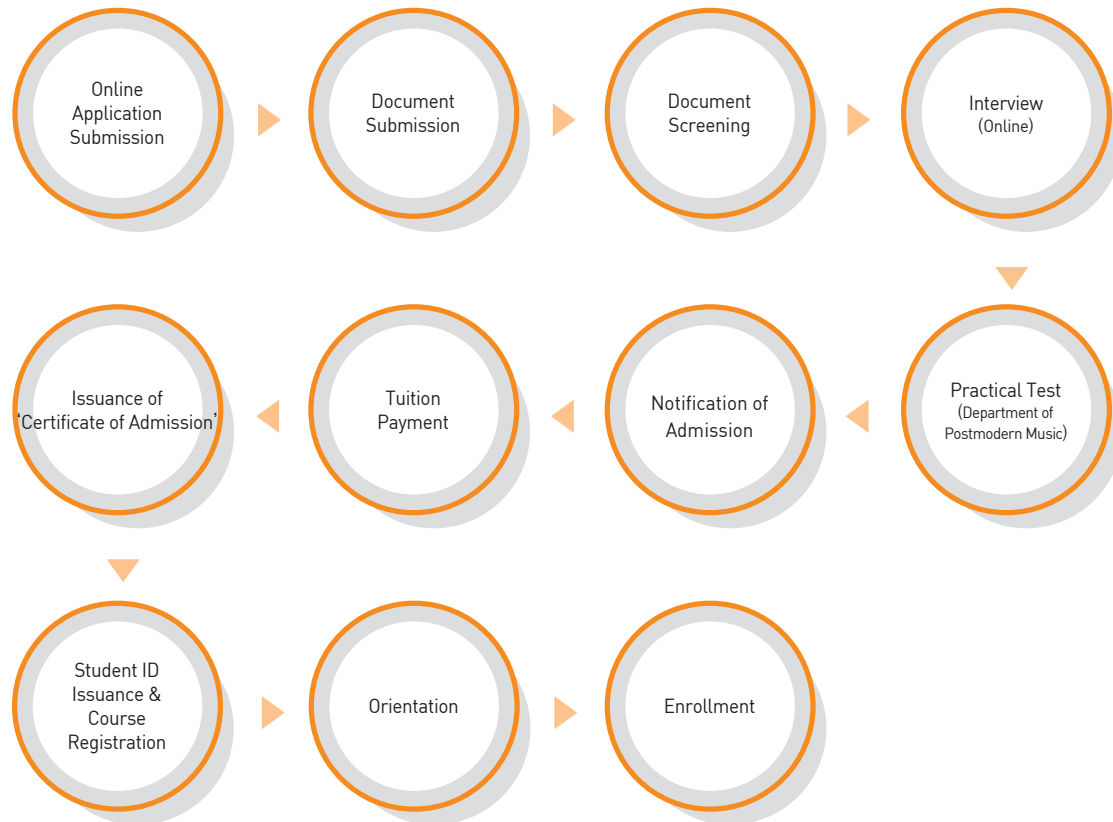 Online
Application
Submission
Document
Submission
Document
Screening
Interview
(Online)
Practical Test
(Department of
Postmodern Music)
Notification of
Admission
Tuition
Payment
Issuance of
‘Certificate of Admission’
Student ID
Issuance &
Course
Registration
Orientation
Enrollment